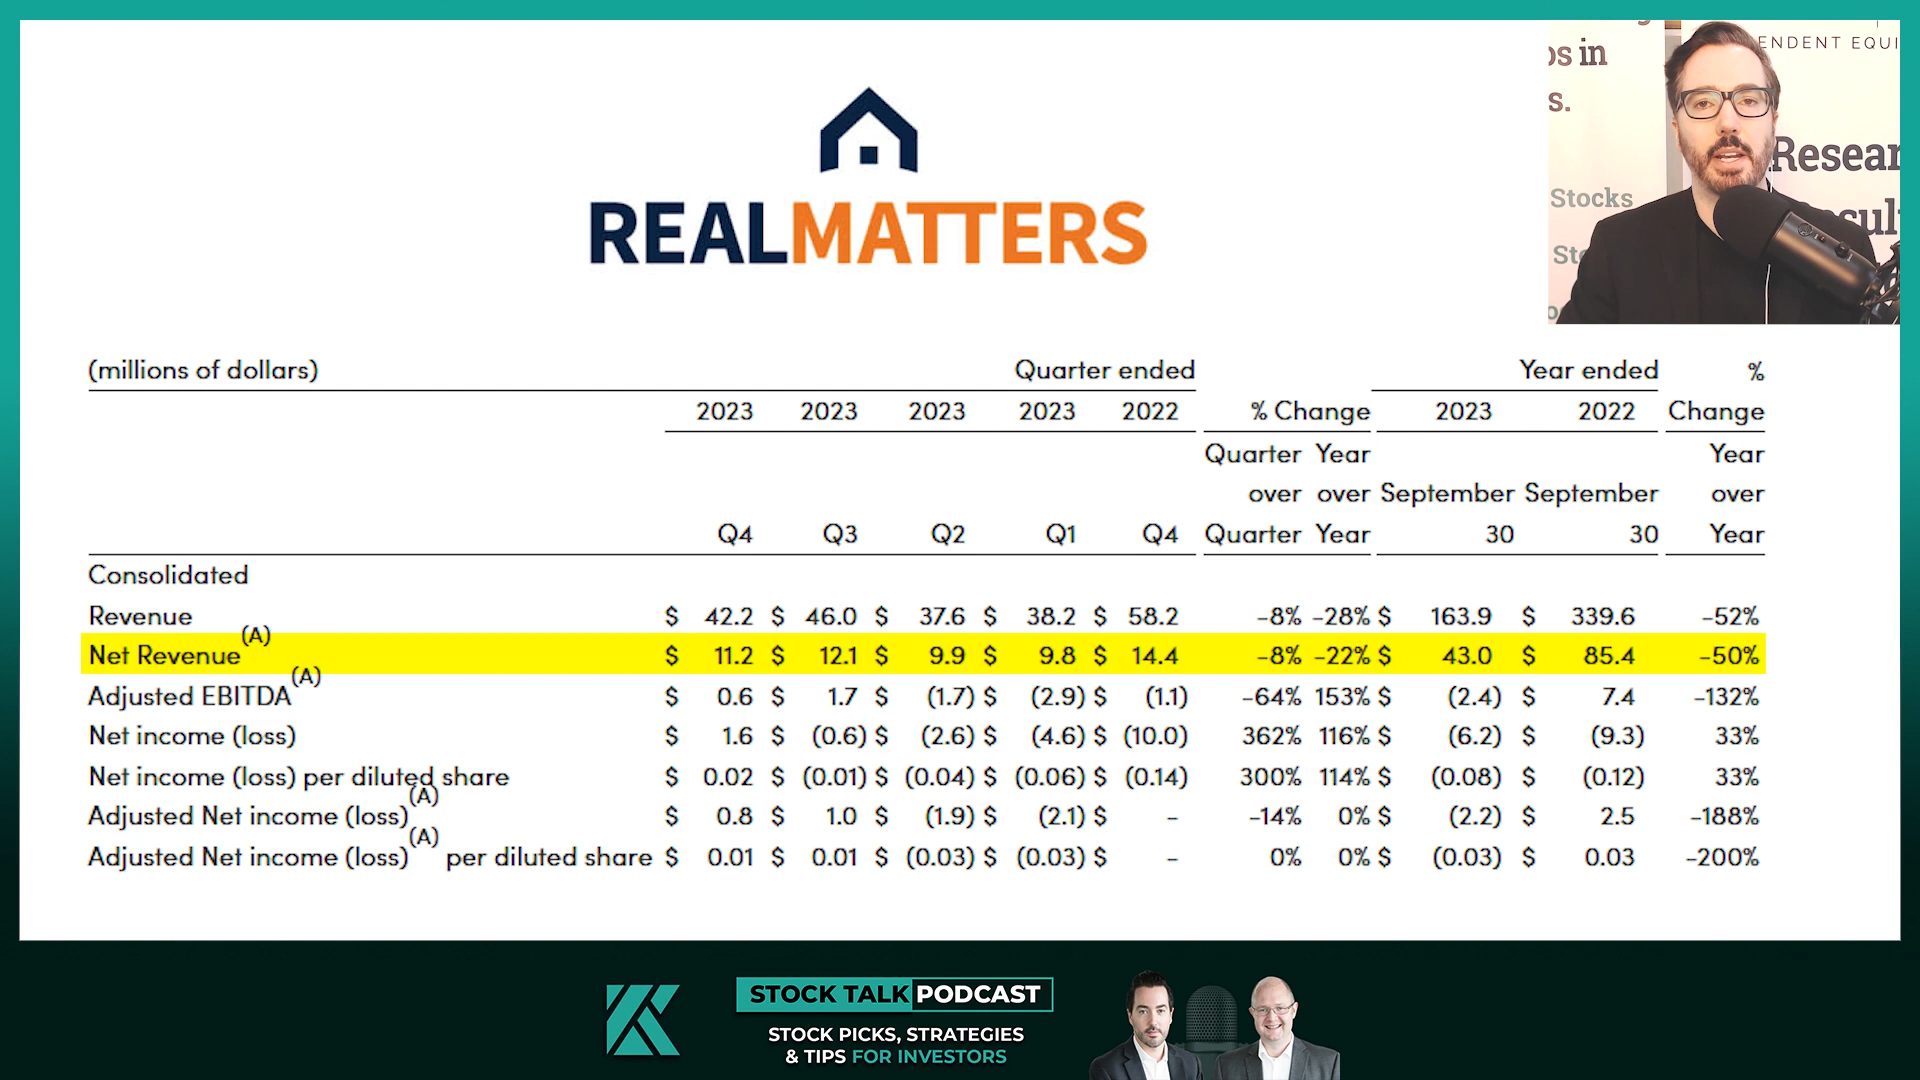 REALMATTERS
os in
s.
Stocks
ENDENT EQUI
Resear
(millions of dollars) Quarter ended Year ended %
2023 2023 2023 2023 2022 % Change 2023 2022 Change
Quarter Year Year
over over September September over
Q4 Q3 Q2 Q1 Q4 Quarter Year 30 30 Year
Consolidated
Revenue $ 42.2 $ 46.0 $ 37.6 $ 38.2 $ 58.2 -8% -28% $ 163.9 $ 339.6 -52%
Net Revenue(A) $ 11.2 $ 12.1 $ 9.9 $ 9.8 $ 14.4 -8% -22% $ 43.0 $ 85.4 -50%
Adjusted EBITDA(A) $ 0.6 $ 1.7 $ (1.7) $ (2.9) $ (1.1) -64% 153% $ (2.4) $ 7.4 -132%
Net income (loss) $ 1.6 $ (0.6) $ (2.6) $ (4.6) $ (10.0) 362% 116% $ (6.2) $ (9.3) 33%
Net income (loss) per diluted share $ 0.02 $ (0.01) $ (0.04) $ (0.06) $ (0.14) 300% 114% $ (0.08) $ (0.12) 33%
Adjusted Net income (loss)(A) $ 0.8 $ 1.0 $ (1.9) $ (2.1) $ - -14% 0% $ (2.2) $ 2.5 -188%
Adjusted Net income (loss)(A) per diluted share $ 0.01 $ 0.01 $ (0.03) $ (0.03) $ - 0% 0% $ (0.03) $ 0.03 -200%
STOCK TALK PODCAST
STOCK PICKS, STRATEGIES
& TIPS FOR INVESTORS